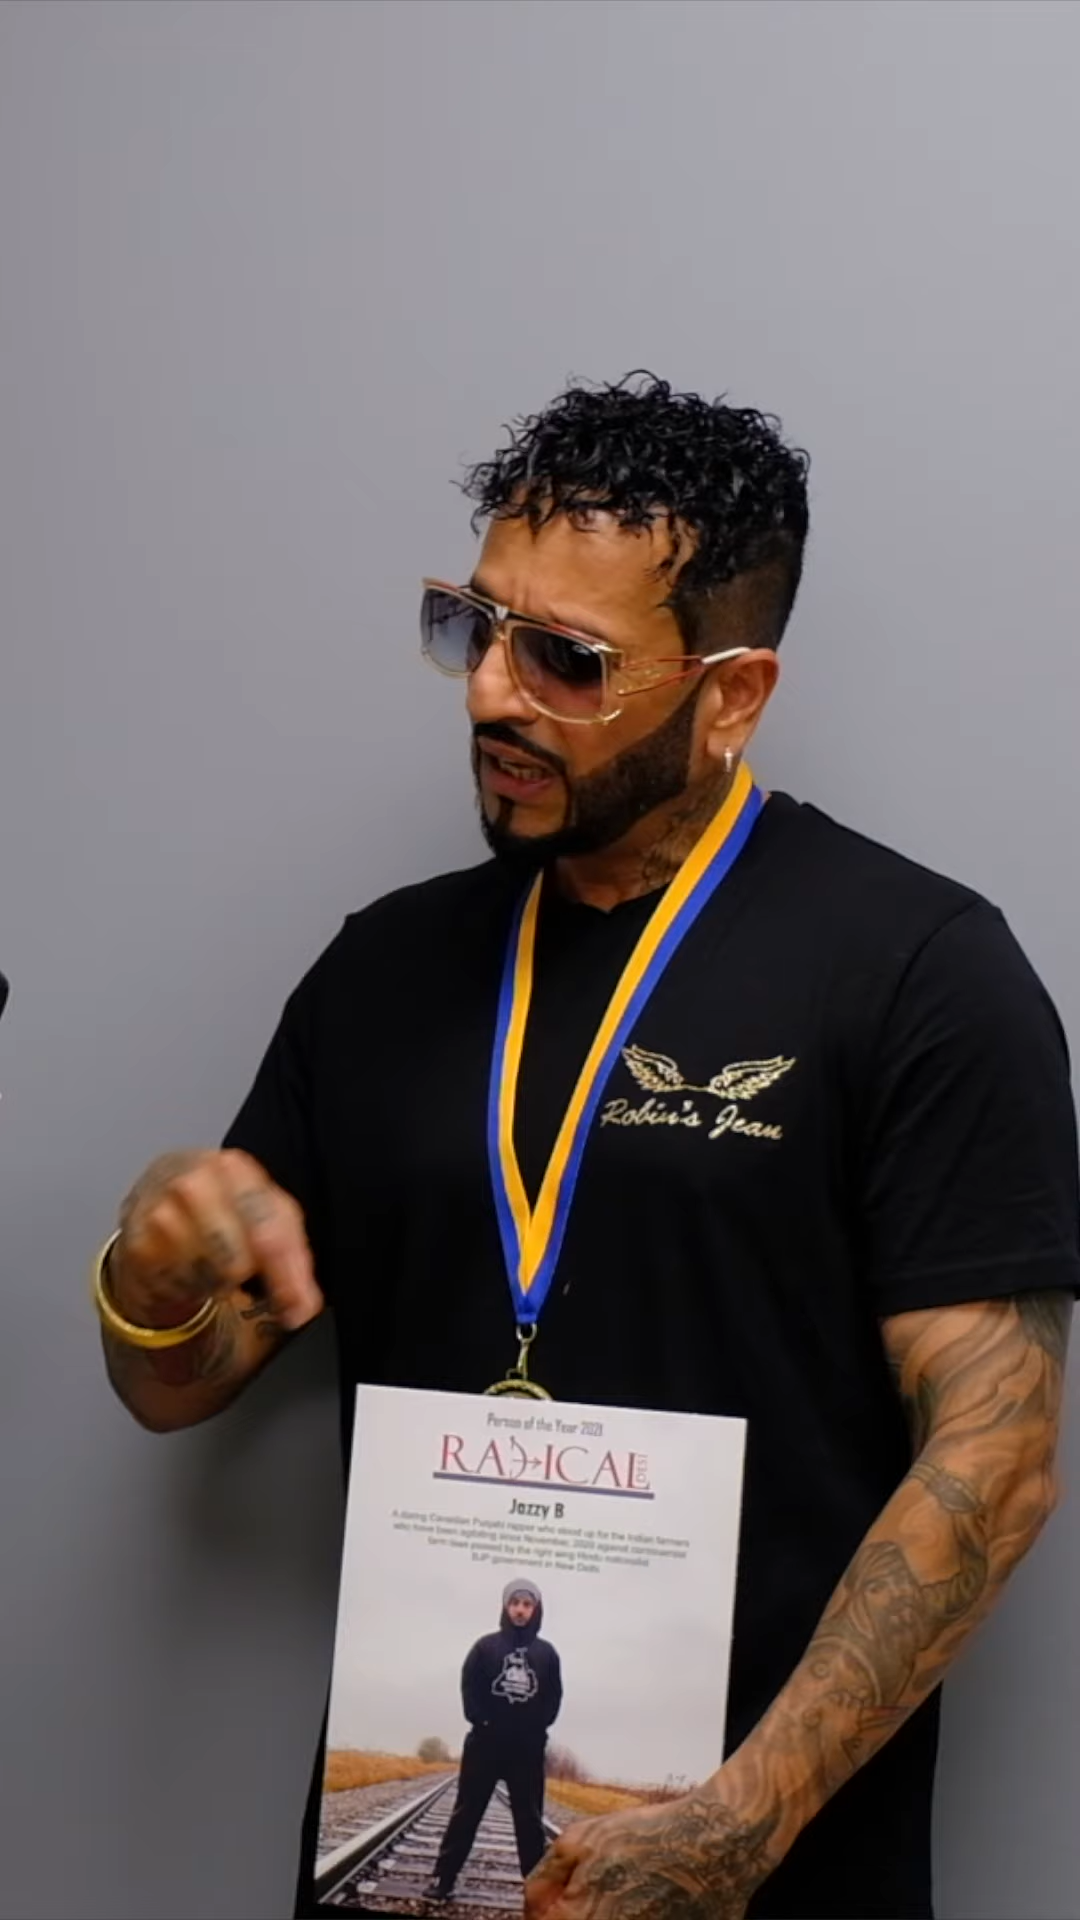 Robin's Jean
Person of the Year 2021
RADICAL
DESI
Jazzy B
A daring Canadian Punjabi rapper who stood up for the Indian farmers
who have been agitating since November, 2020 against controversial
farm laws passed by the right wing Hindu nationalist
BJP government in New Delhi